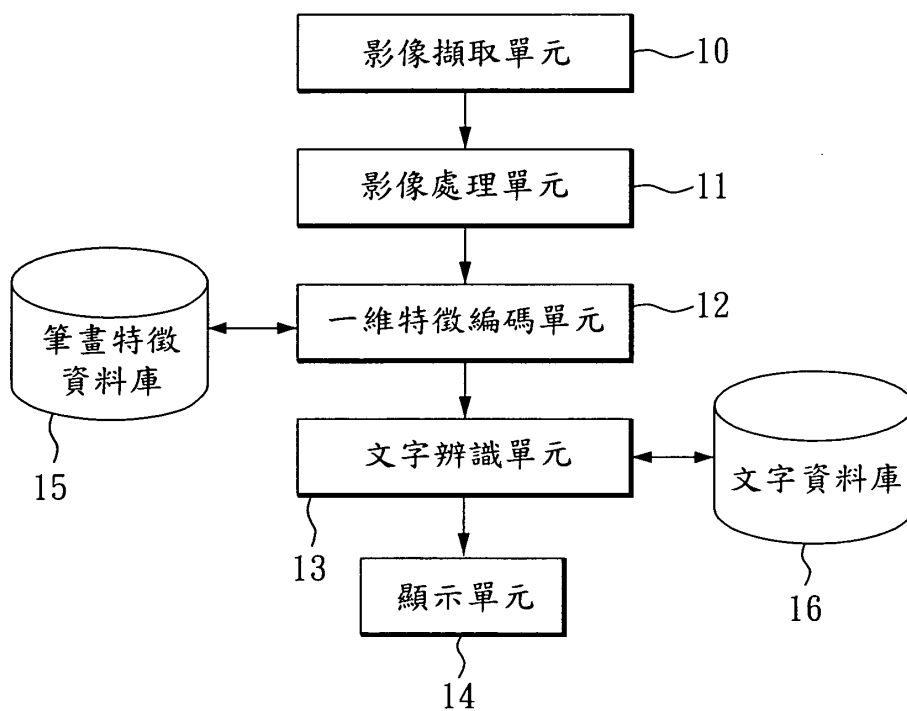 影像擷取單元
10
影像處理單元
11
一維特徵編碼單元
12
筆畫特徵
資料庫
15
文字辨識單元
13
文字資料庫
16
顯示單元
14